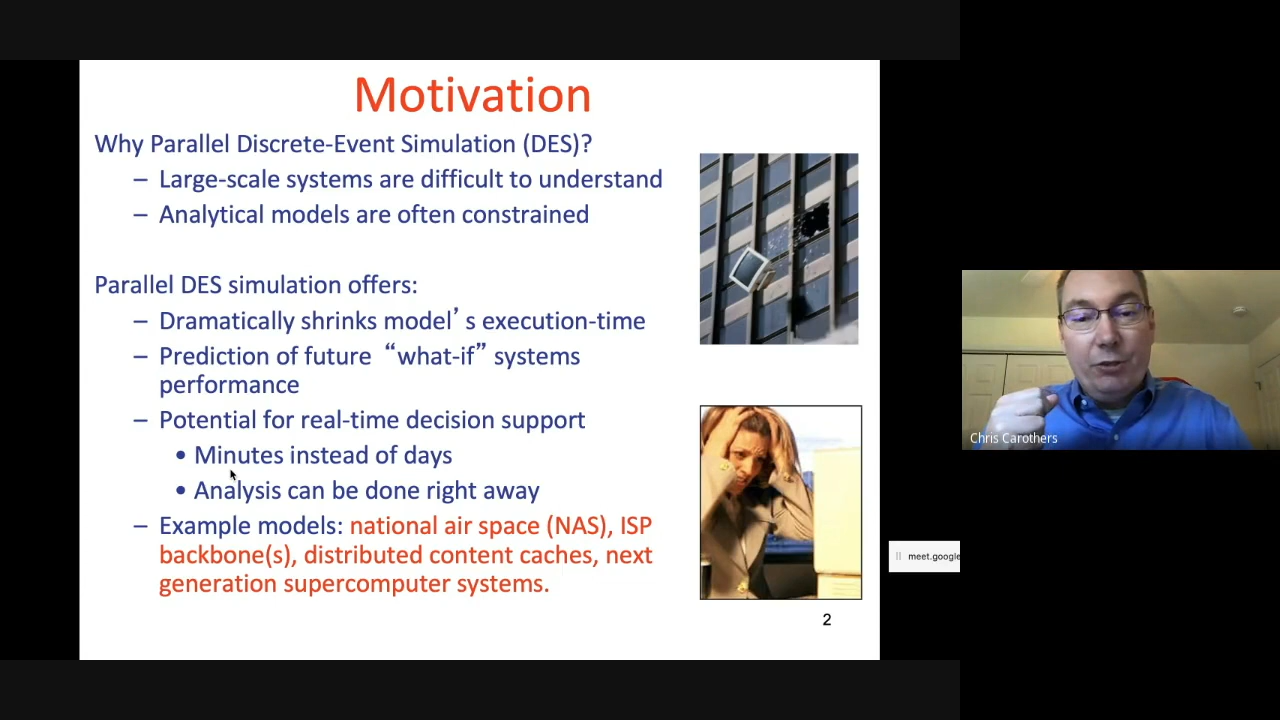 Motivation
Why Parallel Discrete-Event Simulation (DES)?
– Large-scale systems are difficult to understand
– Analytical models are often constrained
Parallel DES simulation offers:
– Dramatically shrinks model’s execution-time
– Prediction of future “what-if” systems
performance
– Potential for real-time decision support
• Minutes instead of days
• Analysis can be done right away
– Example models: national air space (NAS), ISP
backbone(s), distributed content caches, next
generation supercomputer systems.
2
Chris Carothers
meet.google